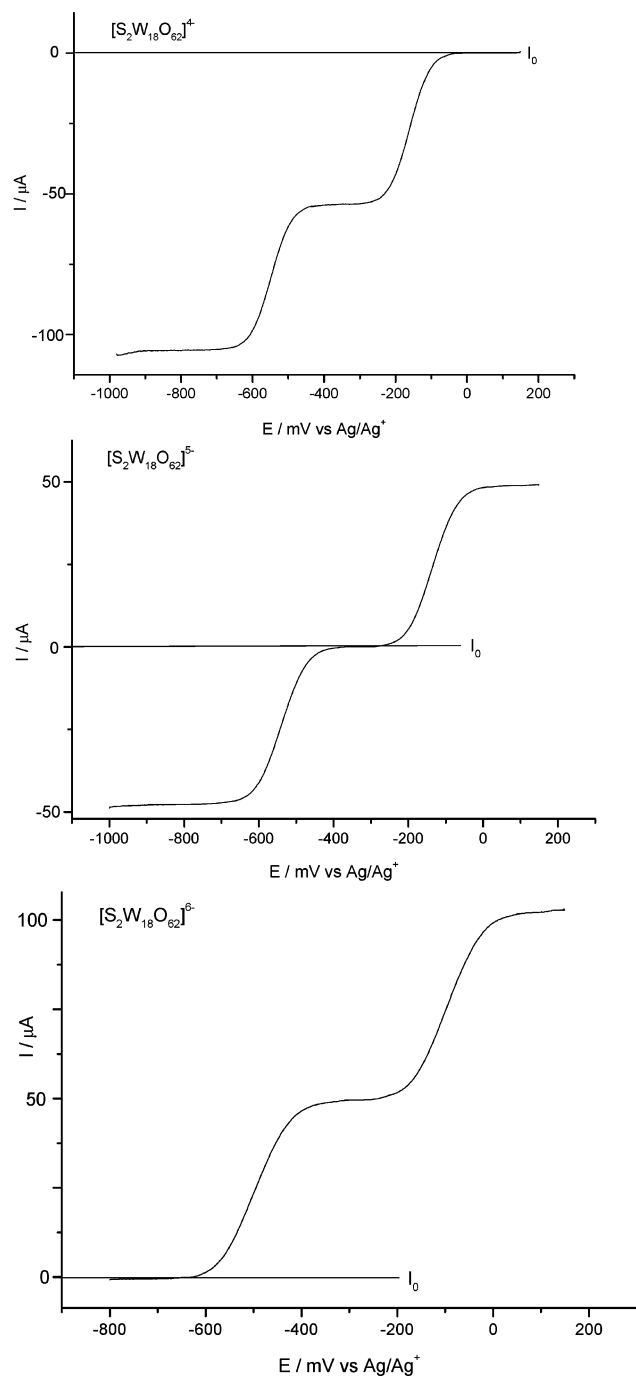 [S₂W₁₈O₆₂]⁴⁻
I₀
0
-50
-100
I / μA
-1000 -800 -600 -400 -200 0 200
E / mV vs Ag/Ag⁺
[S₂W₁₈O₆₂]⁵⁻
50
0
-50
I / μA
I₀
-1000 -800 -600 -400 -200 0 200
E / mV vs Ag/Ag⁺
[S₂W₁₈O₆₂]⁶⁻
100
50
0
I / μA
I₀
-800 -600 -400 -200 0 200
E / mV vs Ag/Ag⁺